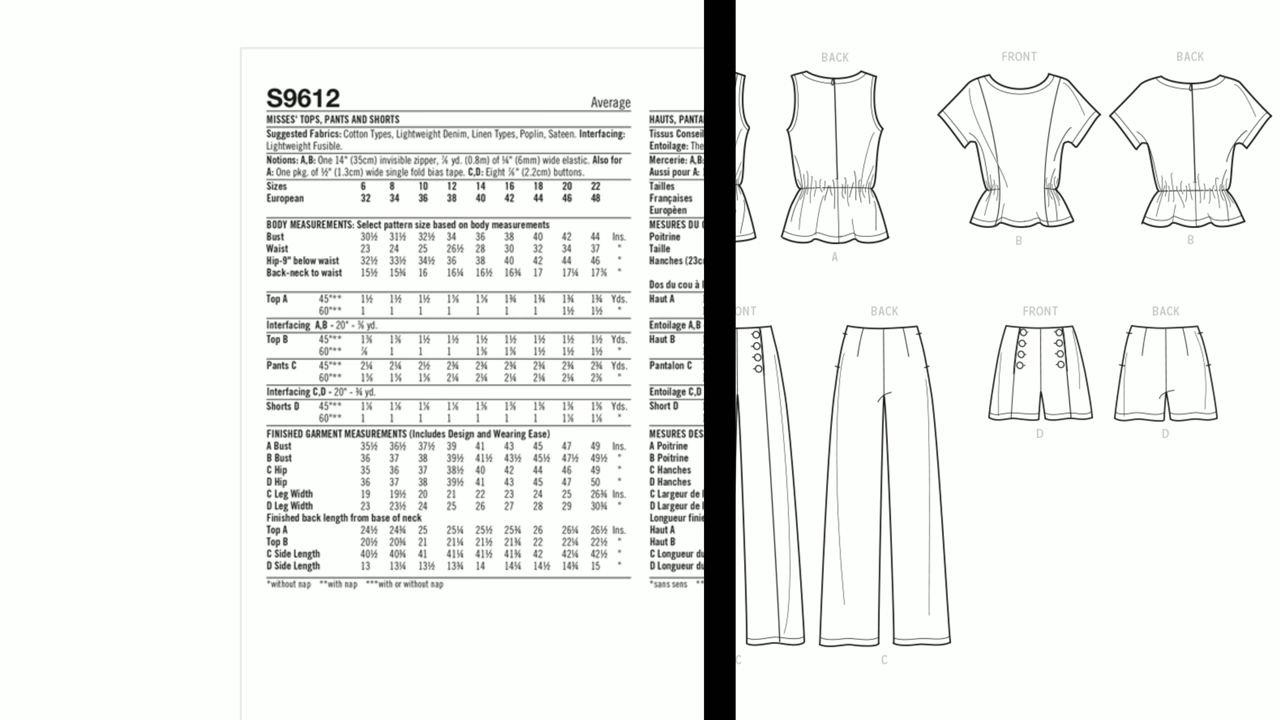 S9612 Average
MISSES' TOPS, PANTS AND SHORTS
Suggested Fabrics: Cotton Types, Lightweight Denim, Linen Types, Poplin, Sateen. Interfacing:
Lightweight Fusible.
Notions: A,B: One 14" (35cm) invisible zipper, ⅞ yd. (0.8m) of ¼" (6mm) wide elastic. Also for
A: One pkg. of ½" (1.3cm) wide single fold bias tape. C,D: Eight ⅞" (2.2cm) buttons.
Sizes 6 8 10 12 14 16 18 20 22
European 32 34 36 38 40 42 44 46 48
BODY MEASUREMENTS: Select pattern size based on body measurements
Bust 30½ 31½ 32½ 34 36 38 40 42 44 Ins.
Waist 23 24 25 26½ 28 30 32 34 37 "
Hip-9" below waist 32½ 33½ 34½ 36 38 40 42 44 46 "
Back-neck to waist 15½ 15¾ 16 16¼ 16½ 16¾ 17 17¼ 17⅜ "
Top A 45"*** 1½ 1½ 1½ 1⅝ 1⅝ 1¾ 1¾ 1¾ 1¾ Yds.
60"*** 1 1 1 1 1 1 1 1½ 1½ "
Interfacing A,B - 20" - ⅝ yd.
Top B 45"*** 1⅜ 1⅜ 1½ 1½ 1½ 1½ 1½ 1½ 1½ Yds.
60"*** ⅞ 1 1 1 1⅜ 1⅜ 1½ 1½ 1½ "
Pants C 45"*** 2¼ 2¼ 2½ 2¾ 2¾ 2¾ 2¾ 2¾ 2¾ Yds.
60"*** 1⅝ 1⅝ 1⅝ 2¼ 2¼ 2¼ 2¼ 2¼ 2⅜ "
Interfacing C,D - 20" - ¾ yd.
Shorts D 45"*** 1⅛ 1⅛ 1⅛ 1⅛ 1⅛ 1⅛ 1⅛ 1⅜ 1⅝ Yds.
60"*** 1 1 1 1 1 1 1 1⅛ 1⅛ "
FINISHED GARMENT MEASUREMENTS (Includes Design and Wearing Ease)
A Bust 35½ 36½ 37½ 39 41 43 45 47 49 Ins.
B Bust 36 37 38 39½ 41½ 43½ 45½ 47½ 49½ "
C Hip 35 36 37 38½ 40 42 44 46 49 "
D Hip 36 37 38 39½ 41 43 45 47 50 "
C Leg Width 19 19½ 20 21 22 23 24 25 26¾ Ins.
D Leg Width 23 23½ 24 25 26 27 28 29 30¾ "
Finished back length from base of neck
Top A 24½ 24¾ 25 25¼ 25½ 25¾ 26 26¼ 26½ Ins.
Top B 20½ 20¾ 21 21¼ 21½ 21¾ 22 22¼ 22½ "
C Side Length 40½ 40¾ 41 41¼ 41½ 41¾ 42 42¼ 42½ "
D Side Length 13 13¼ 13½ 13¾ 14 14¼ 14½ 14¾ 15 "
*without nap **with nap ***with or without nap
HAUTS, PANTA
Tissus Conseil
Entoilage: The
Mercerie: A,B:
Aussi pour A:
Tailles
Françaises
Europèen
MESURES DU
Poitrine
Taille
Hanches (23c
Dos du cou à l
Haut A
Entoilage A,B
Haut B
Pantalon C
Entoilage C,D
Short D
MESURES DES
A Poitrine
B Poitrine
C Hanches
D Hanches
C Largeur de
D Largeur de
Longueur fini
Haut A
Haut B
C Longueur d
D Longueur d
*sans sens **
BACK
A
FRONT
B
BACK
B
ONT
C
BACK
C
FRONT
D
BACK
D